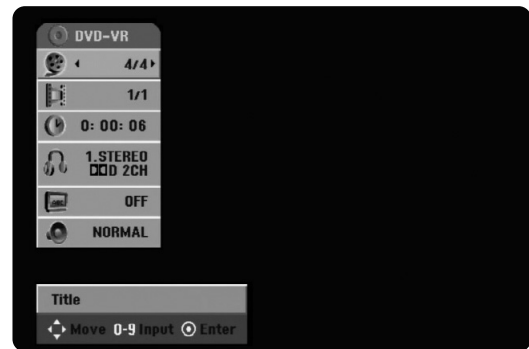 DVD-VR
4/4
1/1
0: 00: 06
1.STEREO
D 2CH
OFF
NORMAL
Title
Move 0-9 Input Enter